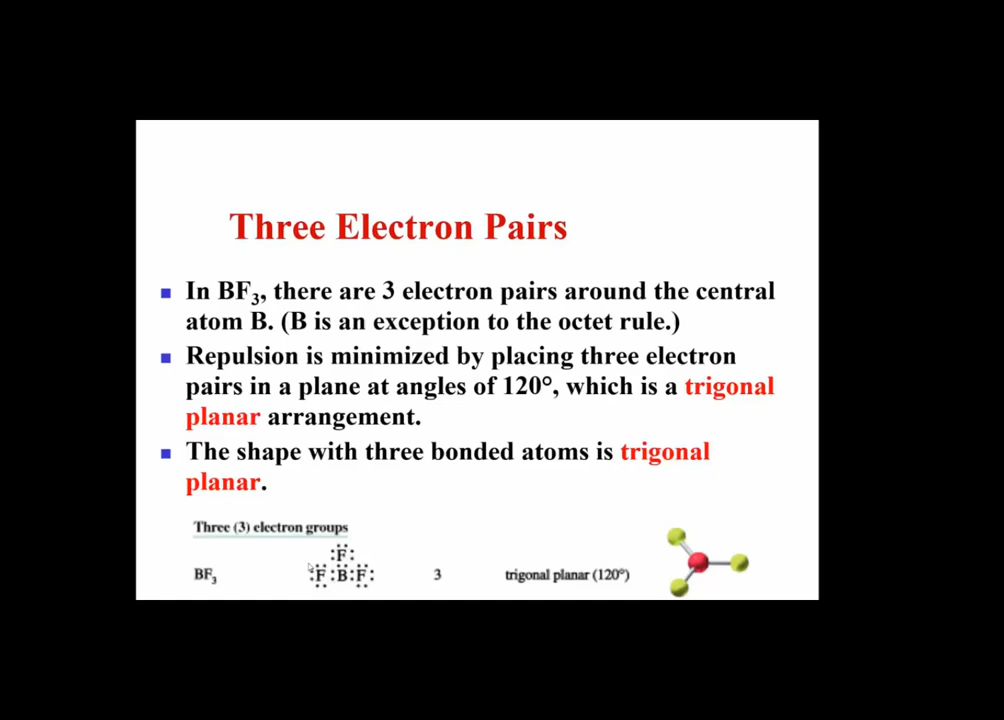 Three Electron Pairs
In BF₃, there are 3 electron pairs around the central
atom B. (B is an exception to the octet rule.)
Repulsion is minimized by placing three electron
pairs in a plane at angles of 120°, which is a trigonal
planar arrangement.
The shape with three bonded atoms is trigonal
planar.
Three (3) electron groups
:F:
BF₃ :F:B:F: 3 trigonal planar (120°)